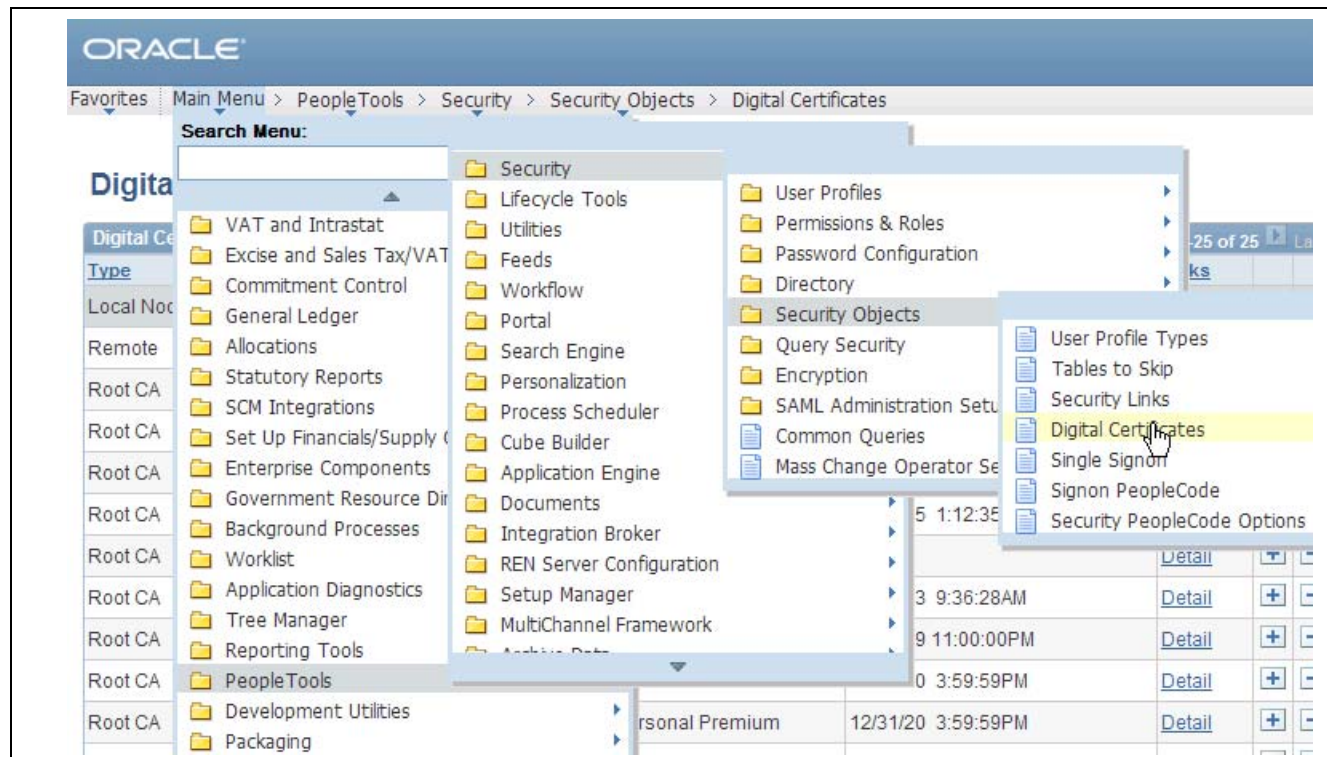 ORACLE
Favorites Main Menu > PeopleTools > Security > Security Objects > Digital Certificates
Search Menu:
Digita
Digital Ce
Type
Local Noc
Remote
Root CA
Root CA
Root CA
Root CA
Root CA
Root CA
Root CA
Root CA
Root CA
VAT and Intrastat
Excise and Sales Tax/VAT
Commitment Control
General Ledger
Allocations
Statutory Reports
SCM Integrations
Set Up Financials/Supply
Enterprise Components
Government Resource Dir
Background Processes
Worklist
Application Diagnostics
Tree Manager
Reporting Tools
PeopleTools
Development Utilities
Packaging
Security
Lifecycle Tools
Utilities
Feeds
Workflow
Portal
Search Engine
Personalization
Process Scheduler
Cube Builder
Application Engine
Documents
Integration Broker
REN Server Configuration
Setup Manager
MultiChannel Framework
User Profiles
Permissions & Roles
Password Configuration
Directory
Security Objects
Query Security
Encryption
SAML Administration Setu
Common Queries
Mass Change Operator Se
User Profile Types
Tables to Skip
Security Links
Digital Certificates
Single Signon
Signon PeopleCode
Security PeopleCode Options
-25 of 25 La
ks
5 1:12:35
Detail
3 9:36:28AM Detail
9 11:00:00PM Detail
0 3:59:59PM Detail
rsonal Premium 12/31/20 3:59:59PM Detail